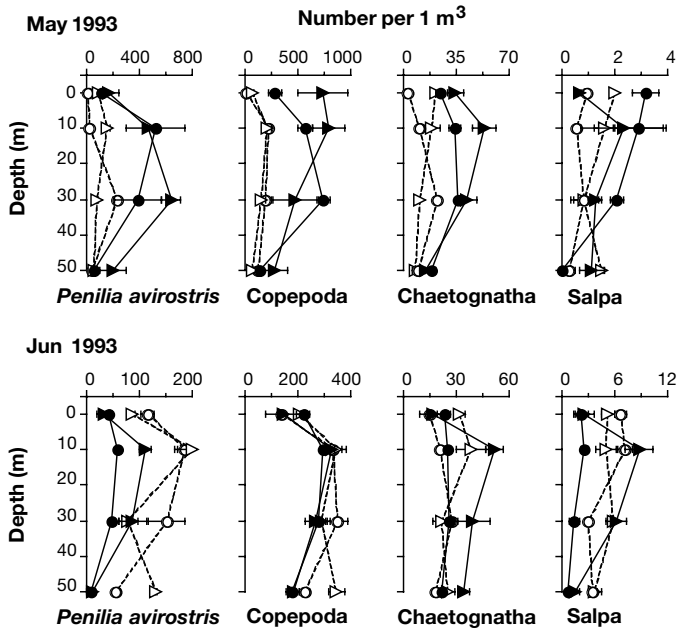 May 1993
Number per 1 m³
0 400 800
0 500 1000
0 35 70
0 2 4
Depth (m)
0
10
20
30
40
50
Penilia avirostris
Copepoda
Chaetognatha
Salpa
Jun 1993
0 100 200
0 200 400
0 30 60
0 6 12
Depth (m)
0
10
20
30
40
50
Penilia avirostris
Copepoda
Chaetognatha
Salpa